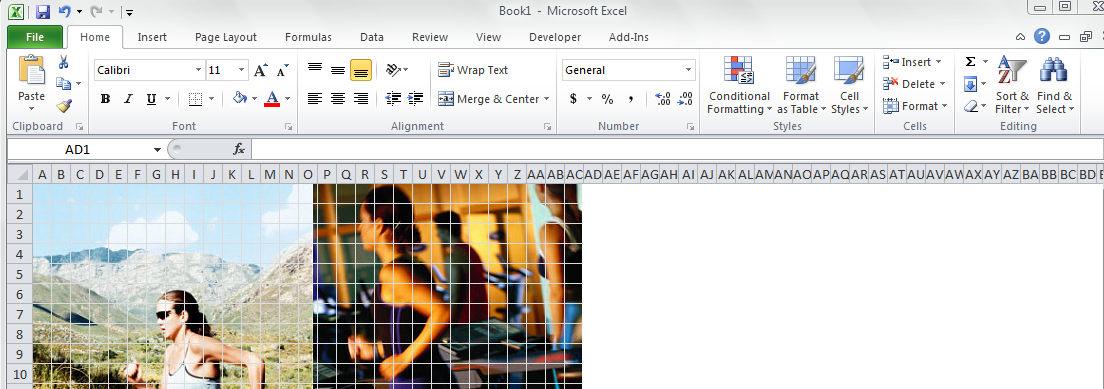 Book1 - Microsoft Excel
File Home Insert Page Layout Formulas Data Review View Developer Add-Ins
Calibri 11 A A Wrap Text General Σ Insert
Paste B I U A Merge & Center $ % , .00 .0 Conditional Formatting Format as Table Cell Styles Delete Format Sort & Filter Find & Select
Clipboard Font Alignment Number Styles Cells Editing
AD1 fx
A B C D E F G H I J K L M N O P Q R S T U V W X Y Z AA AB AC AD AE AF AG AH AI AJ AK AL AM AN AO AP AQ AR AS AT AU AV AW AX AY AZ BA BB BC BD
1
2
3
4
5
6
7
8
9
10